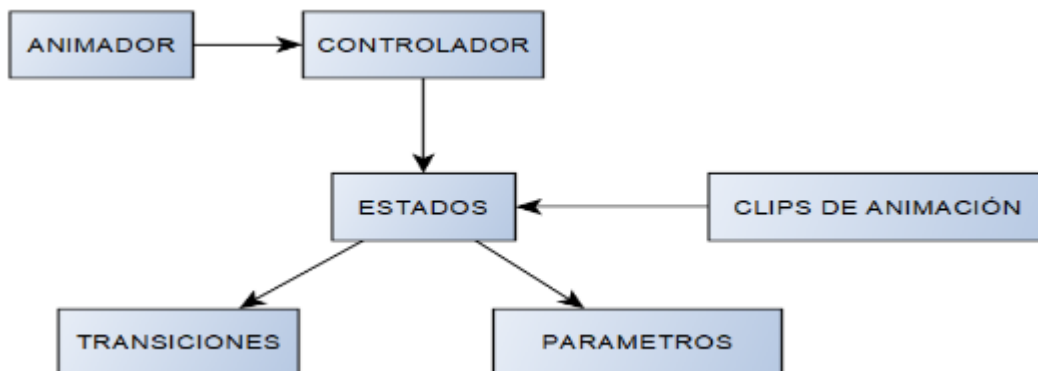 ANIMADOR
CONTROLADOR
ESTADOS
CLIPS DE ANIMACIÓN
TRANSICIONES
PARAMETROS